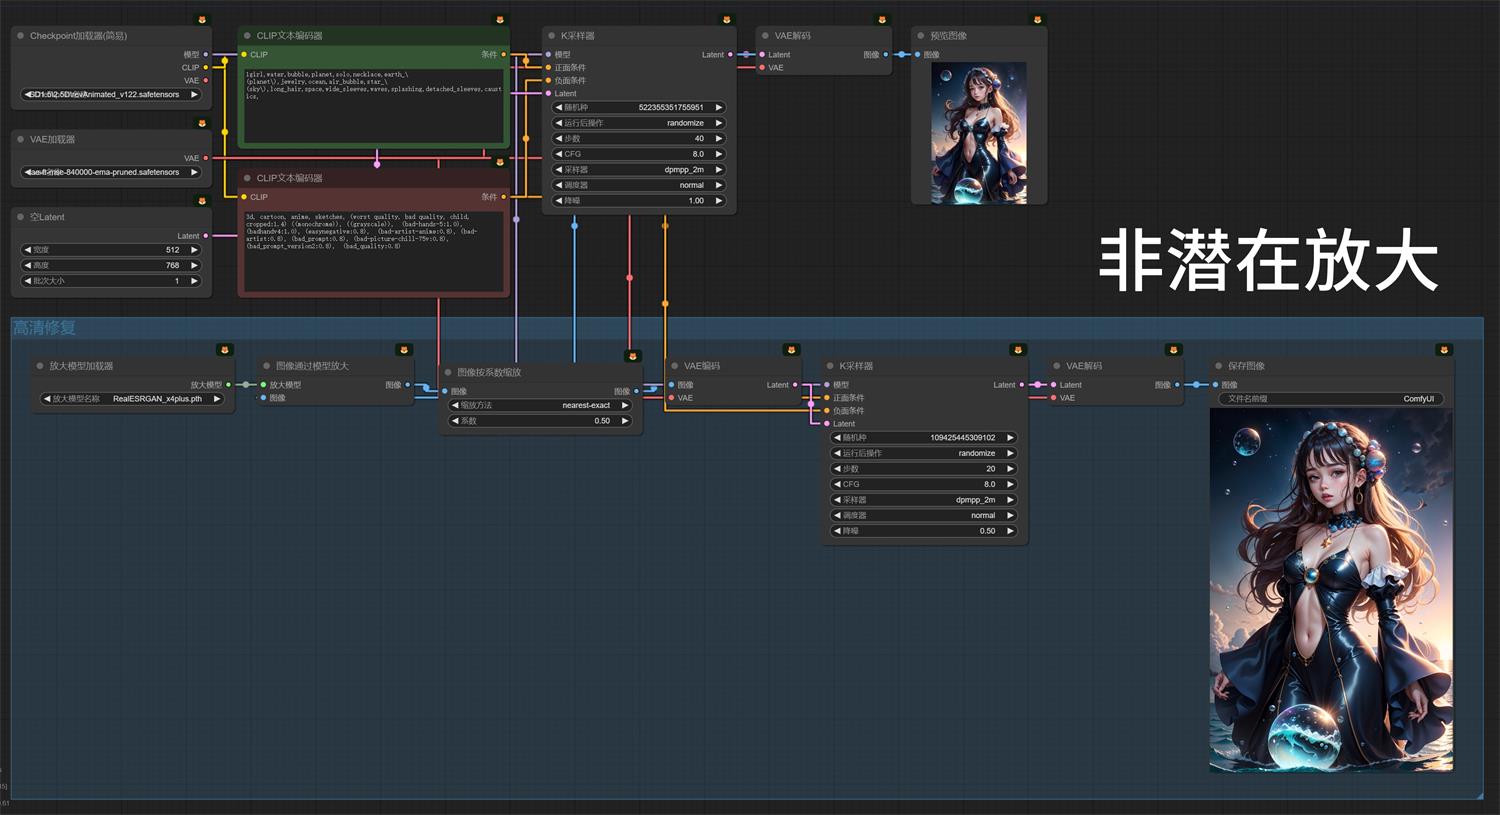 Checkpoint加载器(简易)
模型
CLIP
VAE
VAE加载器
VAE
空Latent
Latent
宽度 512
高度 768
批次大小 1
CLIP文本编码器
CLIP 条件
1girl,water,bubble,planet,solo,necklace,earth_\
(planet\),jewelry,ocean,air_bubble,star_\
(sky\),long_hair,space,wide_sleeves,waves,splashing,detached_sleeves,caust
ics,
CLIP文本编码器
CLIP 条件
3d, cartoon, anime, sketches, (worst quality, bad quality, child,
cropped:1.4) ((monochrome)), ((grayscale)), (bad-hands-5:1.0),
(badhandv4:1.0), (easynegative:0.8), (bad-artist-anime:0.8), (bad-
artist:0.8), (bad_prompt:0.8), (bad-picture-chill-75v:0.8),
(bad_prompt_version2:0.8), (bad_quality:0.8)
K采样器
模型 Latent
正面条件
负面条件
Latent
随机种 522355351755951
运行后操作 randomize
步数 40
CFG 8.0
采样器 dpmpp_2m
调度器 normal
降噪 1.00
VAE解码
Latent 图像
VAE
预览图像
图像
非潜在放大
高清修复
放大模型加载器
放大模型
放大模型名称 RealESRGAN_x4plus.pth
图像通过模型放大
放大模型 图像
图像
图像按系数缩放
图像 图像
缩放方法 nearest-exact
系数 0.50
VAE编码
图像 Latent
VAE
K采样器
模型 Latent
正面条件
负面条件
Latent
随机种 109425445309102
运行后操作 randomize
步数 20
CFG 8.0
采样器 dpmpp_2m
调度器 normal
降噪 0.50
VAE解码
Latent 图像
VAE
保存图像
图像
文件名前缀 ComfyUI